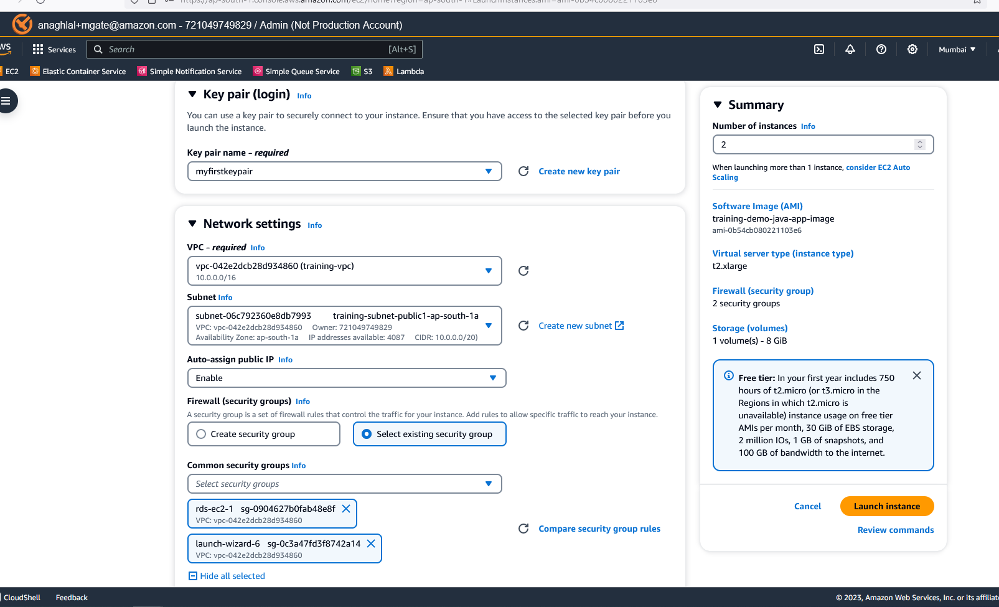 anaghlal+mgate@amazon.com - 721049749829 / Admin (Not Production Account)
Services
Search
[Alt+S]
Mumbai
EC2
Elastic Container Service
Simple Notification Service
Simple Queue Service
S3
Lambda
Key pair (login) Info
You can use a key pair to securely connect to your instance. Ensure that you have access to the selected key pair before you
launch the instance.
Key pair name - required
myfirstkeypair
Create new key pair
Network settings Info
VPC - required Info
vpc-042e2dcb28d934860 (training-vpc)
10.0.0.0/16
Subnet Info
subnet-06c792360e8db7993 training-subnet-public1-ap-south-1a
VPC: vpc-042e2dcb28d934860 Owner: 721049749829
Availability Zone: ap-south-1a IP addresses available: 4087 CIDR: 10.0.0.0/20)
Create new subnet
Auto-assign public IP Info
Enable
Firewall (security groups) Info
A security group is a set of firewall rules that control the traffic for your instance. Add rules to allow specific traffic to reach your instance.
Create security group
Select existing security group
Common security groups Info
Select security groups
rds-ec2-1 sg-0904627b0fab48e8f
VPC: vpc-042e2dcb28d934860
launch-wizard-6 sg-0c3a47fd3f8742a14
VPC: vpc-042e2dcb28d934860
Compare security group rules
Hide all selected
Summary
Number of instances Info
2
When launching more than 1 instance, consider EC2 Auto
Scaling
Software Image (AMI)
training-demo-java-app-image
ami-0b54cb080221103e6
Virtual server type (instance type)
t2.xlarge
Firewall (security group)
2 security groups
Storage (volumes)
1 volume(s) - 8 GiB
Free tier: In your first year includes 750
hours of t2.micro (or t3.micro in the
Regions in which t2.micro is
unavailable) instance usage on free tier
AMIs per month, 30 GiB of EBS storage,
2 million IOs, 1 GB of snapshots, and
100 GB of bandwidth to the internet.
Cancel
Launch instance
Review commands
CloudShell
Feedback
© 2023, Amazon Web Services, Inc. or its affiliat